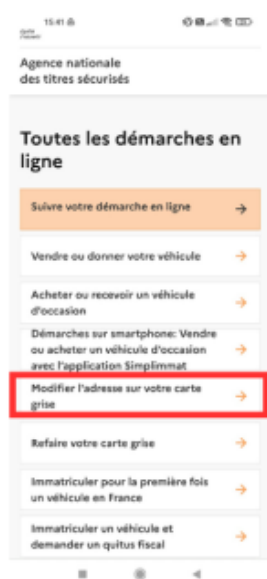 15:41
Agence nationale
des titres sécurisés
Toutes les démarches en
ligne
Suivre votre démarche en ligne
Vendre ou donner votre véhicule
Acheter ou recevoir un véhicule
d'occasion
Démarches sur smartphone: Vendre
ou acheter un véhicule d'occasion
avec l'application Simplimmat
Modifier l'adresse sur votre carte
grise
Refaire votre carte grise
Immatriculer pour la première fois
un véhicule en France
Immatriculer un véhicule et
demander un quitus fiscal